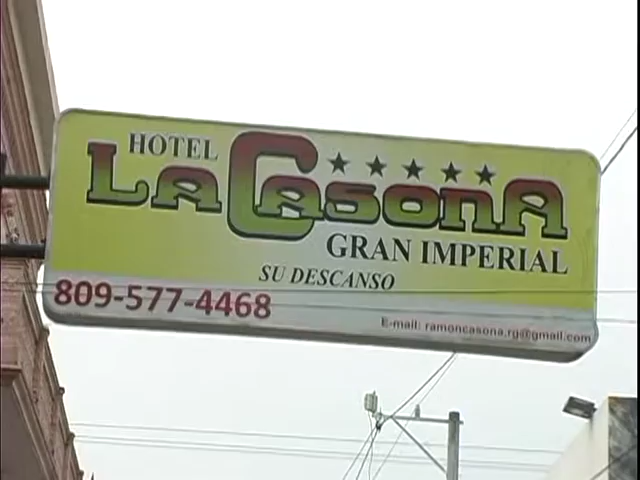 HOTEL
LA CASONA
GRAN IMPERIAL
SU DESCANSO
809-577-4468
E-mail: ramoncasona.rg@gmail.com